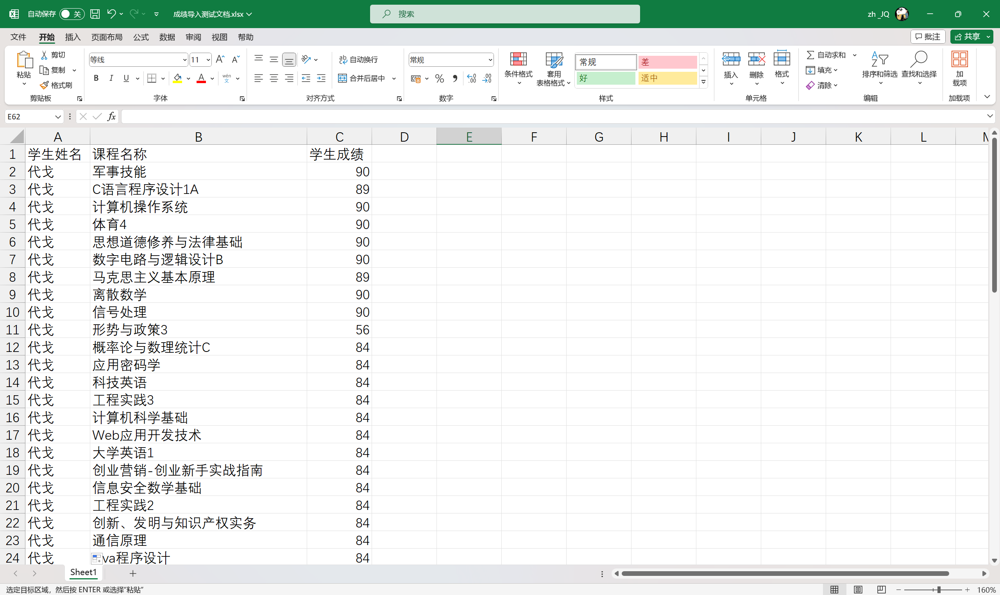 自动保存 关 成绩导入测试文档.xlsx 搜索 zh _JQ
文件 开始 插入 页面布局 公式 数据 审阅 视图 帮助 批注 共享
粘贴 剪切 复制 格式刷 剪贴板
等线 11 B I U A wén 文 字体
自动换行 合并后居中 对齐方式
常规 % 数字
条件格式 套用 表格格式 常规 差 好 适中 样式
插入 删除 格式 单元格
自动求和 填充 清除 排序和筛选 查找和选择 编辑
加 载项 加载项
E62 fx
A B C D E F G H I J K L
1 学生姓名 课程名称 学生成绩
2 代戈 军事技能 90
3 代戈 C语言程序设计1A 89
4 代戈 计算机操作系统 90
5 代戈 体育4 90
6 代戈 思想道德修养与法律基础 90
7 代戈 数字电路与逻辑设计B 90
8 代戈 马克思主义基本原理 89
9 代戈 离散数学 90
10 代戈 信号处理 90
11 代戈 形势与政策3 56
12 代戈 概率论与数理统计C 84
13 代戈 应用密码学 84
14 代戈 科技英语 84
15 代戈 工程实践3 84
16 代戈 计算机科学基础 84
17 代戈 Web应用开发技术 84
18 代戈 大学英语1 84
19 代戈 创业营销-创业新手实战指南 84
20 代戈 信息安全数学基础 84
21 代戈 工程实践2 84
22 代戈 创新、发明与知识产权实务 84
23 代戈 通信原理 84
24 代戈 va程序设计 84
Sheet1
选定目标区域，然后按 ENTER 或选择"粘贴" 160%